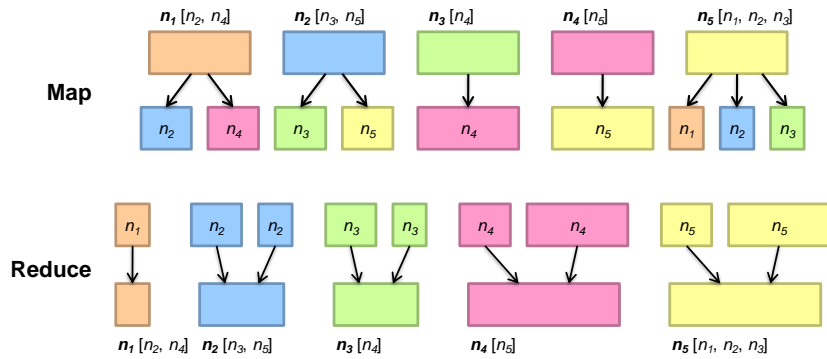 n1 [n2, n4] n2 [n3, n5] n3 [n4] n4 [n5] n5 [n1, n2, n3]
Map
n2 n4 n3 n5 n4 n5 n1 n2 n3
n1 n2 n2 n3 n3 n4 n4 n5 n5
Reduce
n1 [n2, n4] n2 [n3, n5] n3 [n4] n4 [n5] n5 [n1, n2, n3]